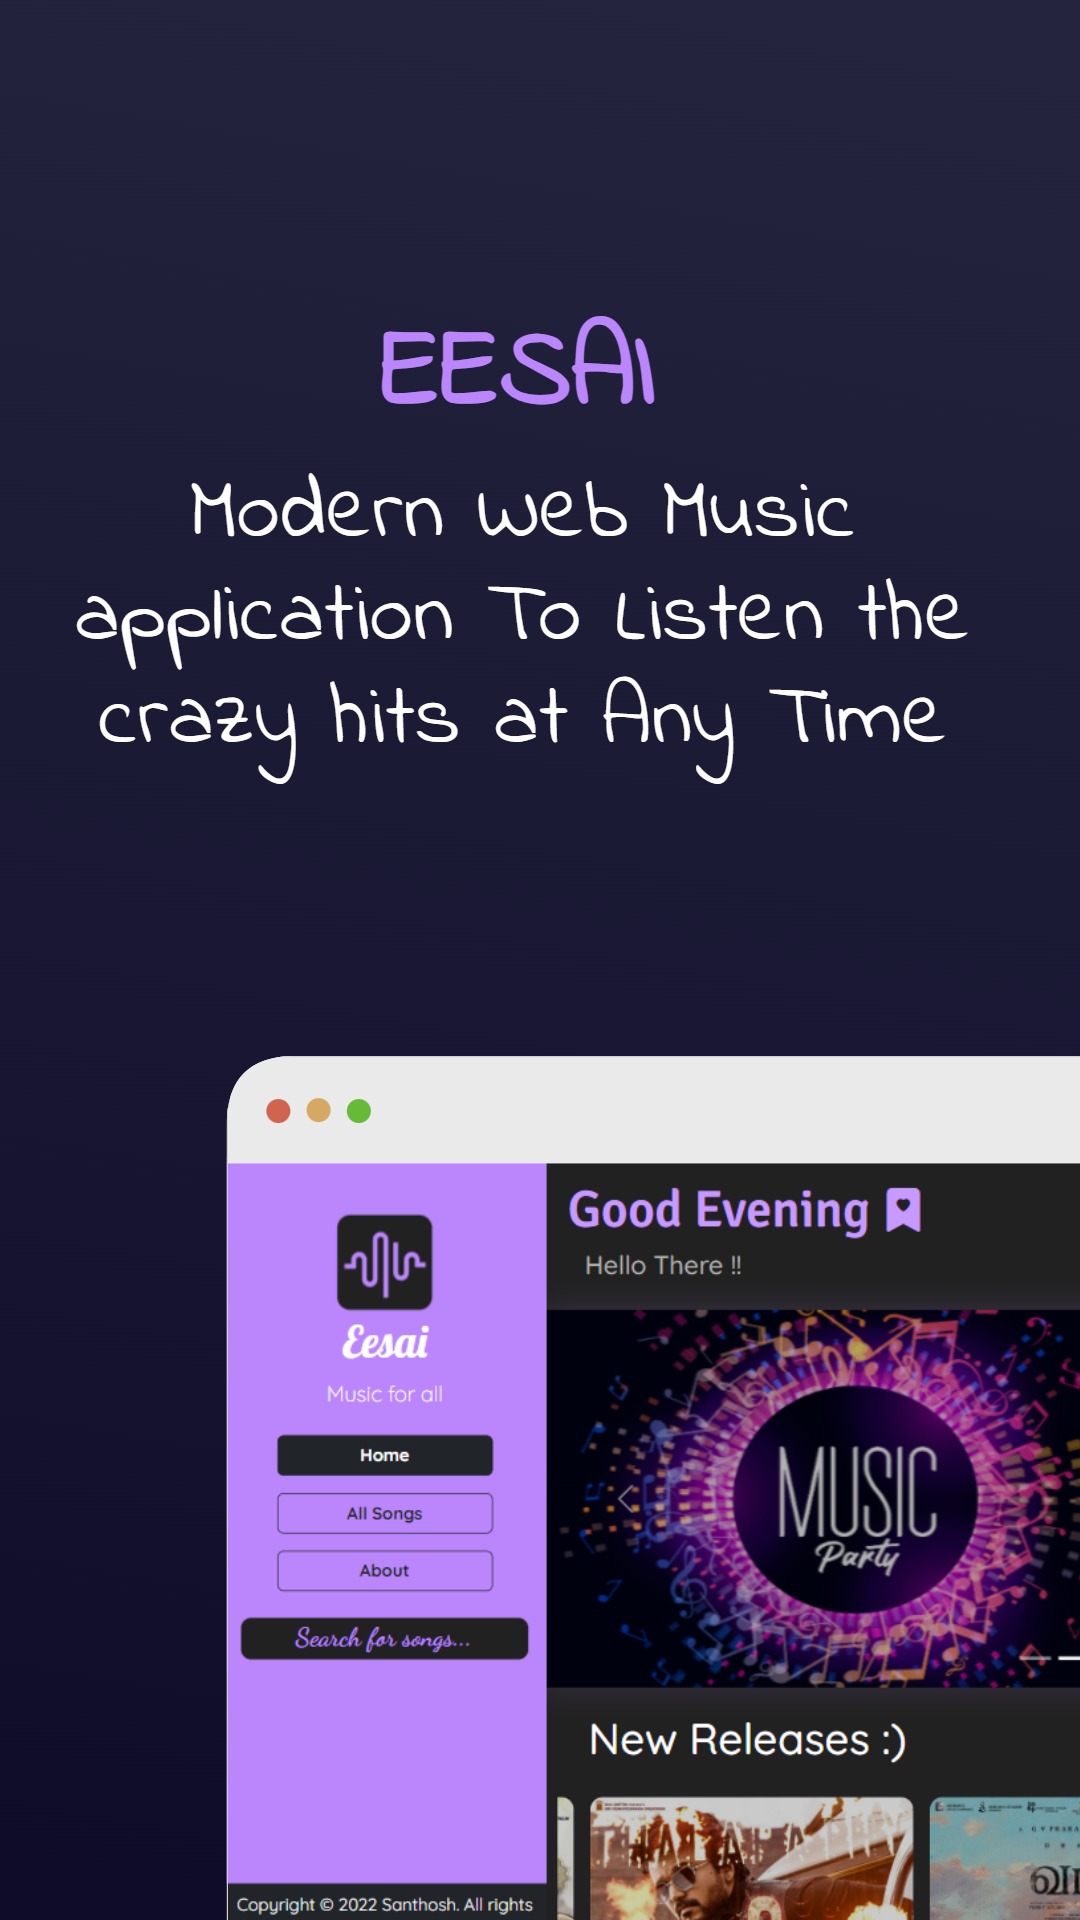 EESAI
Modern Web Music
application To Listen the
crazy hits at Any Time
Good Evening
Hello There !!
Eesai
Music for all
Home
All Songs
About
Search for songs...
MUSIC
Party
New Releases :)
THALAPATHY
Copyright © 2022 Santhosh. All rights